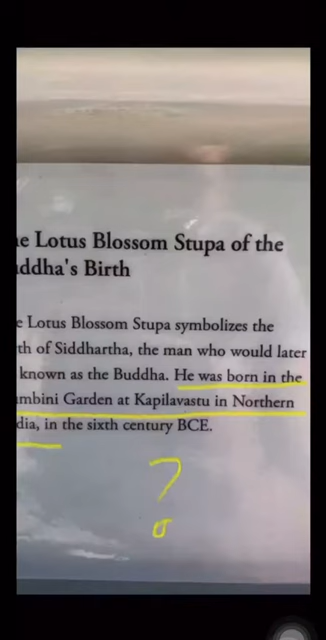 e Lotus Blossom Stupa of the
ddha's Birth
e Lotus Blossom Stupa symbolizes the
th of Siddhartha, the man who would later
known as the Buddha. He was born in the
mbini Garden at Kapilavastu in Northern
dia, in the sixth century BCE.
?